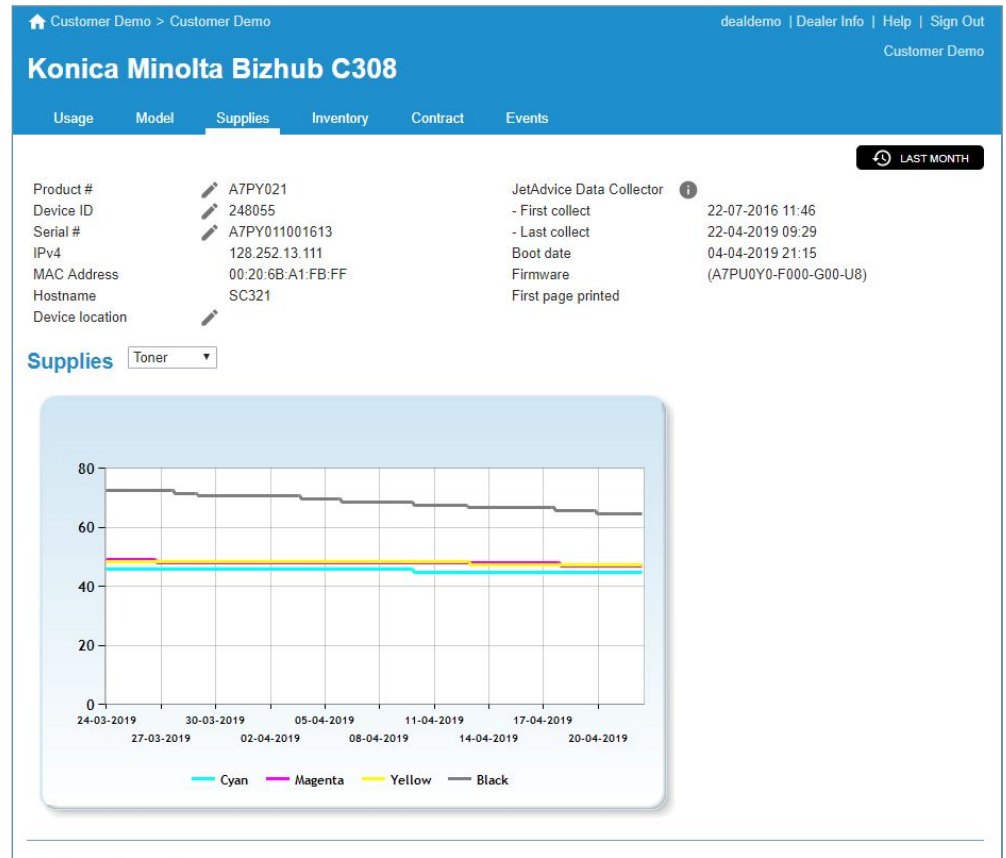 Customer Demo > Customer Demo
dealdemo | Dealer Info | Help | Sign Out
Customer Demo
Konica Minolta Bizhub C308
Usage Model Supplies Inventory Contract Events
LAST MONTH
Product # A7PY021
Device ID 248055
Serial # A7PY011001613
IPv4 128.252.13.111
MAC Address 00:20:6B:A1:FB:FF
Hostname SC321
Device location
JetAdvice Data Collector
- First collect 22-07-2016 11:46
- Last collect 22-04-2019 09:29
Boot date 04-04-2019 21:15
Firmware (A7PU0Y0-F000-G00-U8)
First page printed
Supplies Toner
80
60
40
20
0
24-03-2019 30-03-2019 05-04-2019 11-04-2019 17-04-2019
27-03-2019 02-04-2019 08-04-2019 14-04-2019 20-04-2019
Cyan Magenta Yellow Black